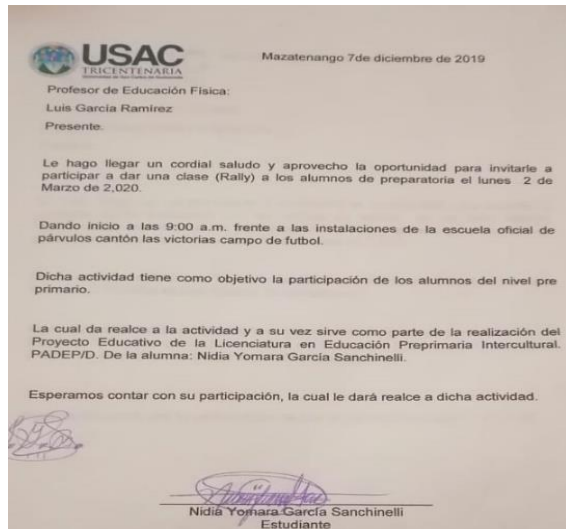 USAC
TRICENTENARIA
Mazatenango 7de diciembre de 2019
Profesor de Educación Física:
Luis García Ramírez
Presente.
Le hago llegar un cordial saludo y aprovecho la oportunidad para invitarle a
participar a dar una clase (Rally) a los alumnos de preparatoria el lunes 2 de
Marzo de 2,020.
Dando inicio a las 9:00 a.m. frente a las instalaciones de la escuela oficial de
párvulos cantón las victorias campo de futbol.
Dicha actividad tiene como objetivo la participación de los alumnos del nivel pre
primario.
La cual da realce a la actividad y a su vez sirve como parte de la realización del
Proyecto Educativo de la Licenciatura en Educación Preprimaria Intercultural.
PADEP/D. De la alumna: Nidia Yomara García Sanchinelli.
Esperamos contar con su participación, la cual le dará realce a dicha actividad.
Nidia Yomara García Sanchinelli
Estudiante